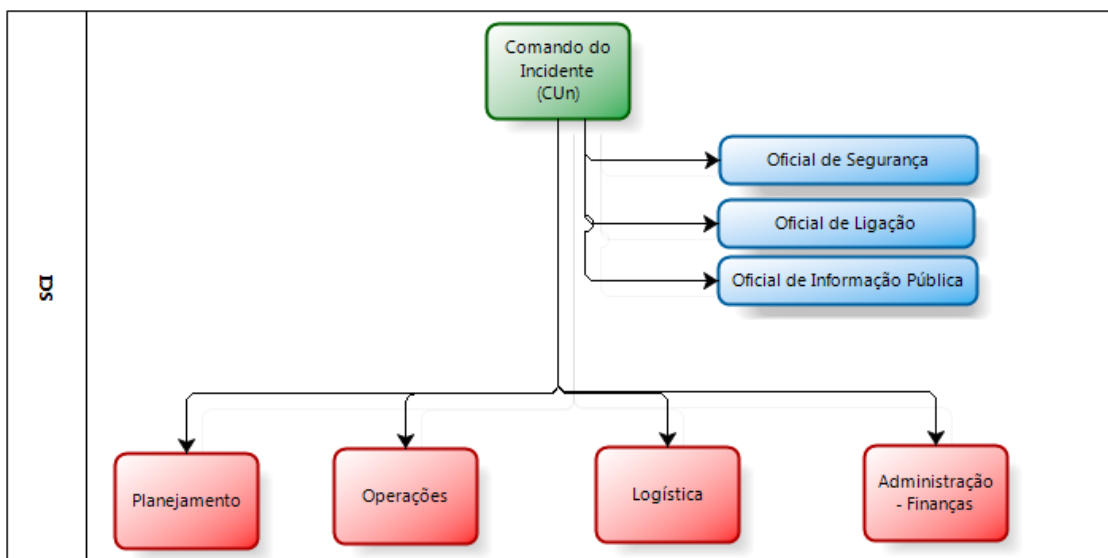 Comando do
Incidente
(CUn)
Oficial de Segurança
Oficial de Ligação
Oficial de Informação Pública
SCI
Planejamento
Operações
Logística
Administração
- Finanças